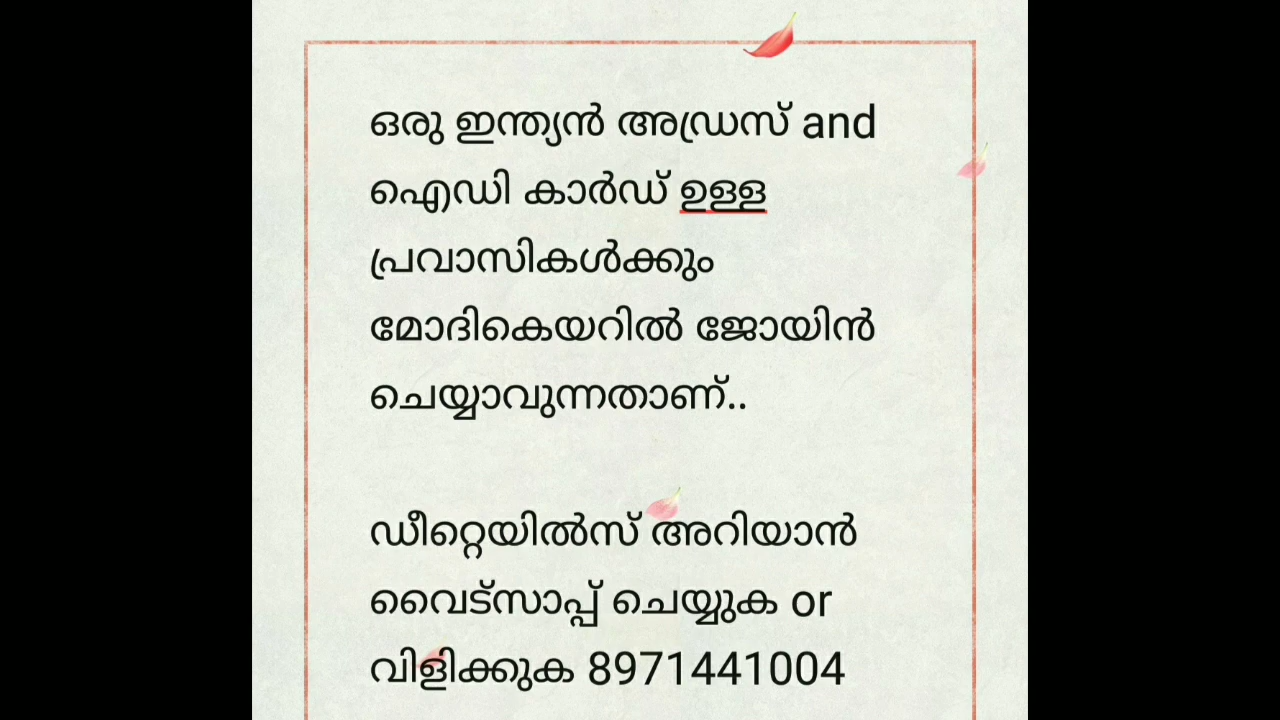 ഒരു ഇന്ത്യൻ അഡ്രസ് and
ഐഡി കാർഡ് ഉള്ള
പ്രവാസികൾക്കും
മോദികെയറിൽ ജോയിൻ
ചെയ്യാവുന്നതാണ്..
ഡീറ്റെയിൽസ് അറിയാൻ
വൈട്സാപ്പ് ചെയ്യുക or
വിളിക്കുക 8971441004